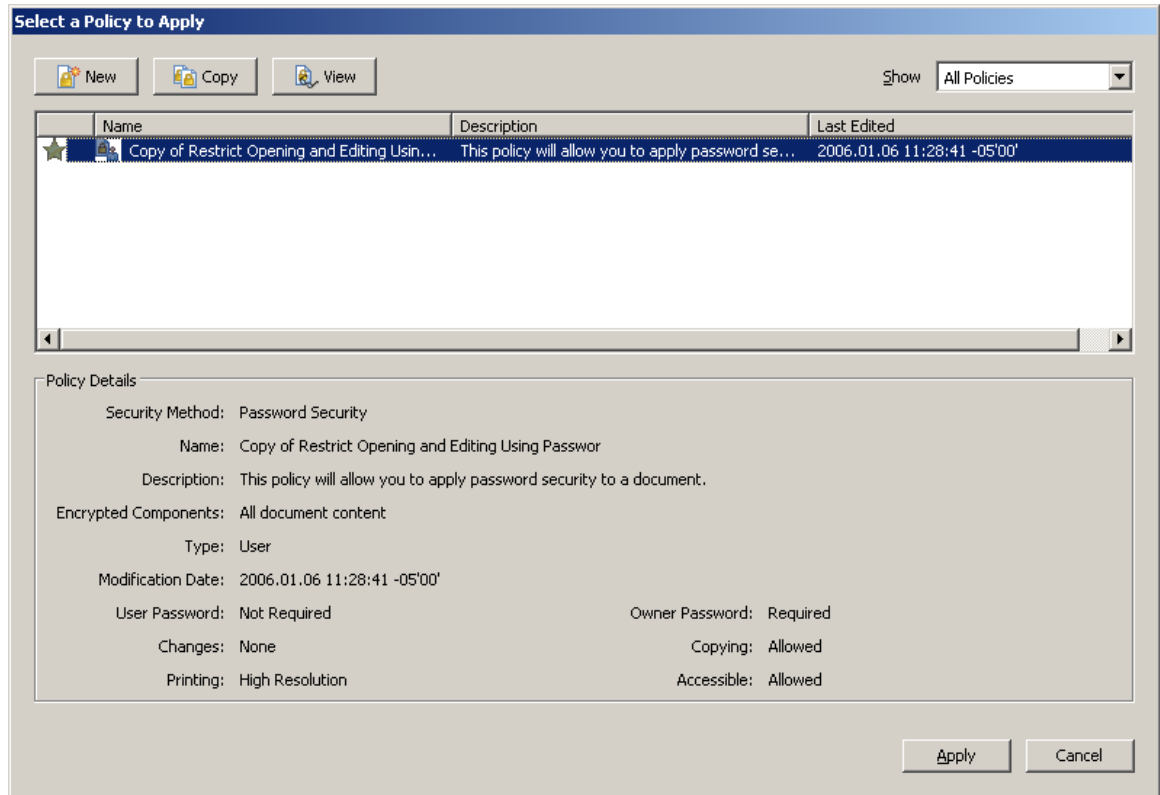 Select a Policy to Apply
New Copy View Show All Policies
Name Description Last Edited
Copy of Restrict Opening and Editing Usin... This policy will allow you to apply password se... 2006.01.06 11:28:41 -05'00'
Policy Details
Security Method: Password Security
Name: Copy of Restrict Opening and Editing Using Passwor
Description: This policy will allow you to apply password security to a document.
Encrypted Components: All document content
Type: User
Modification Date: 2006.01.06 11:28:41 -05'00'
User Password: Not Required Owner Password: Required
Changes: None Copying: Allowed
Printing: High Resolution Accessible: Allowed
Apply Cancel